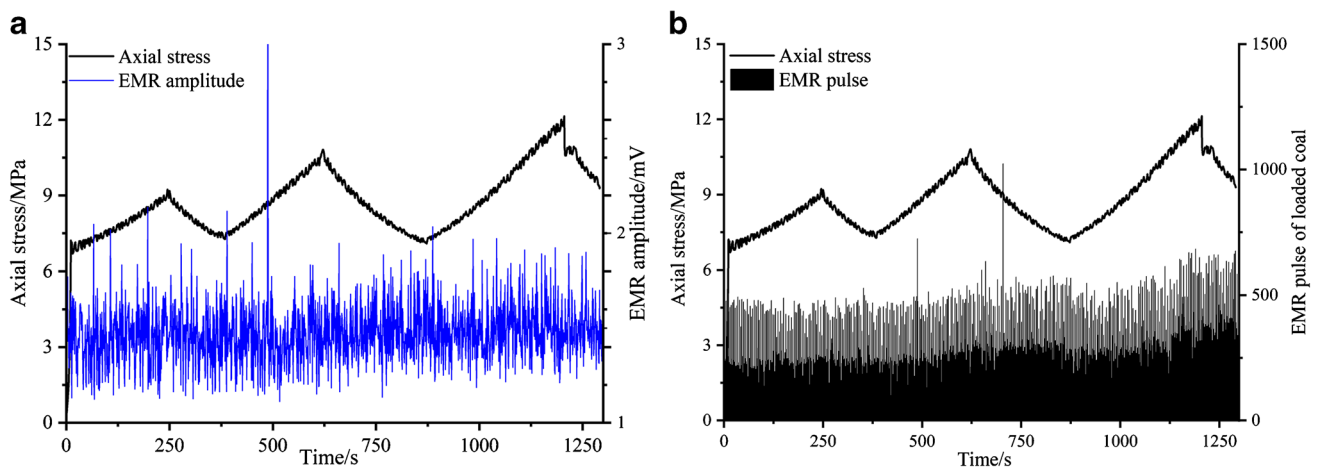 a
15
12
9
6
3
0
Axial stress/MPa
Axial stress
EMR amplitude
3
2
1
EMR amplitude/mV
0
250
500
750
1000
1250
Time/s
b
15
12
9
6
3
0
Axial stress/MPa
Axial stress
EMR pulse
1500
1000
500
0
EMR pulse of loaded coal
0
250
500
750
1000
1250
Time/s